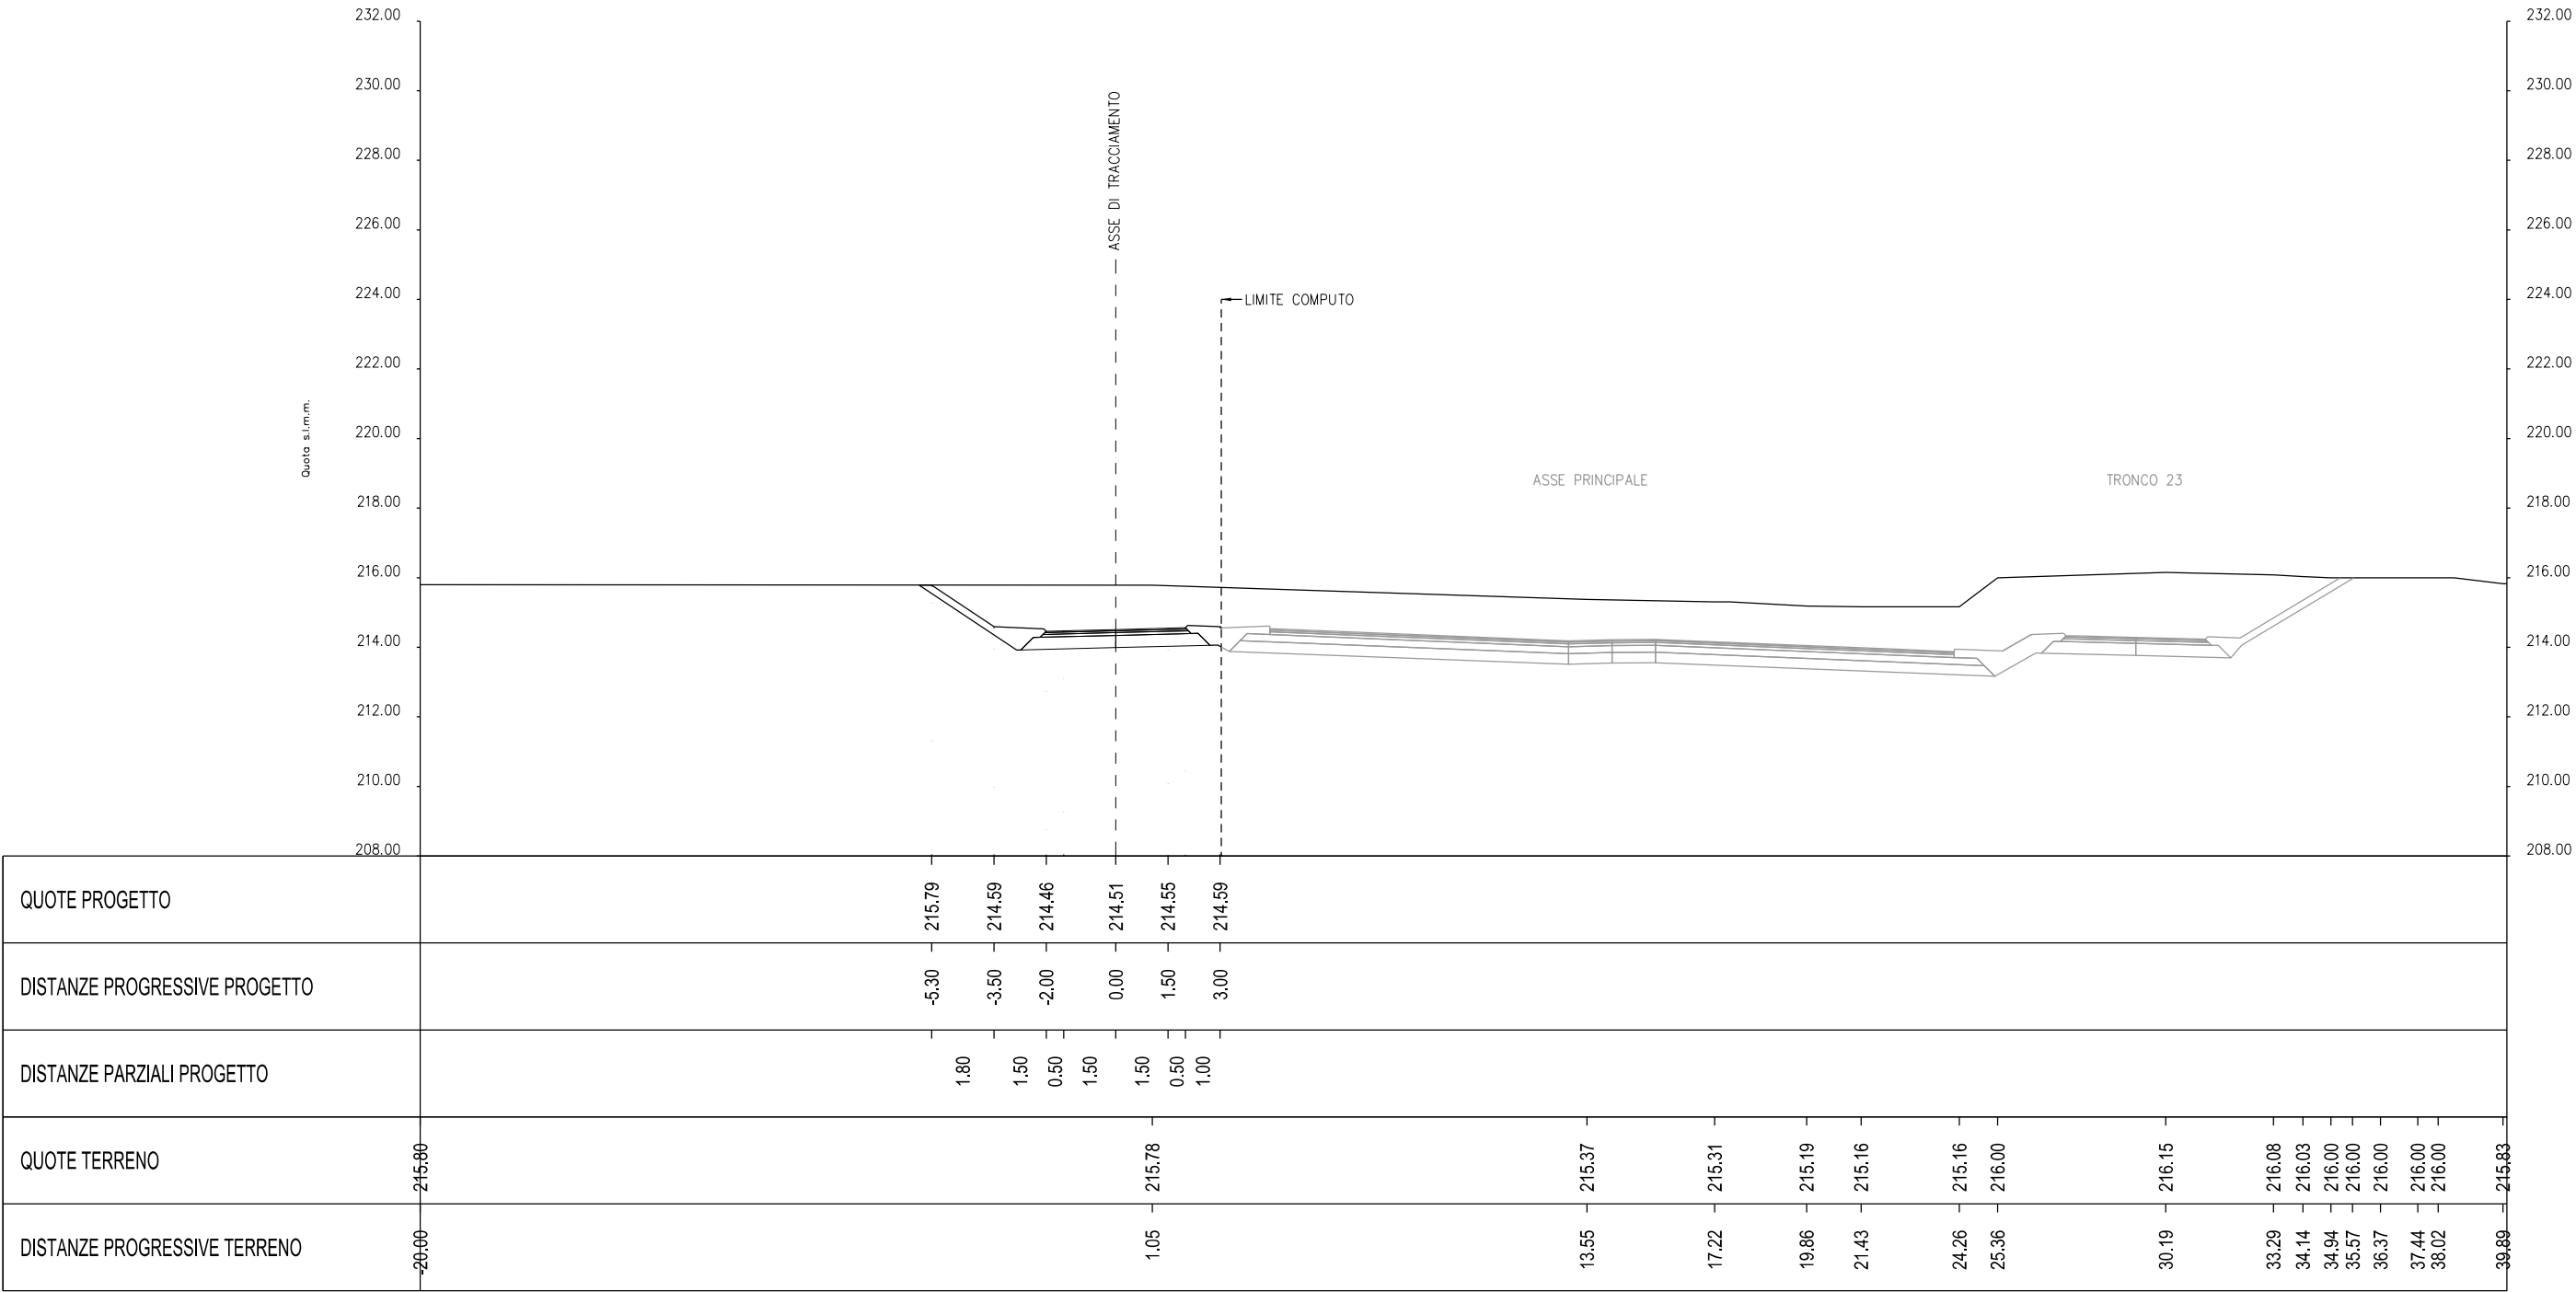 232.00 232.00
230.00 230.00
228.00 228.00
226.00 226.00
224.00 224.00
222.00 222.00
220.00 220.00
218.00 218.00
216.00 216.00
214.00 214.00
212.00 212.00
210.00 210.00
208.00 208.00
Quota s.l.m.m.
ASSE DI TRACCIAMENTO
LIMITE COMPUTO
ASSE PRINCIPALE
TRONCO 23
QUOTE PROGETTO 215.79 214.59 214.46 214.51 214.55 214.59
DISTANZE PROGRESSIVE PROGETTO -5.30 -3.50 -2.00 0.00 1.50 3.00
DISTANZE PARZIALI PROGETTO 1.80 1.50 0.50 1.50 1.50 0.50 1.00
QUOTE TERRENO 215.80 215.78 215.37 215.31 215.19 215.16 215.16 216.00 216.15 216.08 216.03 216.00 216.00 216.00 216.00 216.00 215.83
DISTANZE PROGRESSIVE TERRENO -20.00 1.05 13.55 17.22 19.86 21.43 24.26 25.36 30.19 33.29 34.14 34.94 35.57 36.37 37.44 38.02 39.89